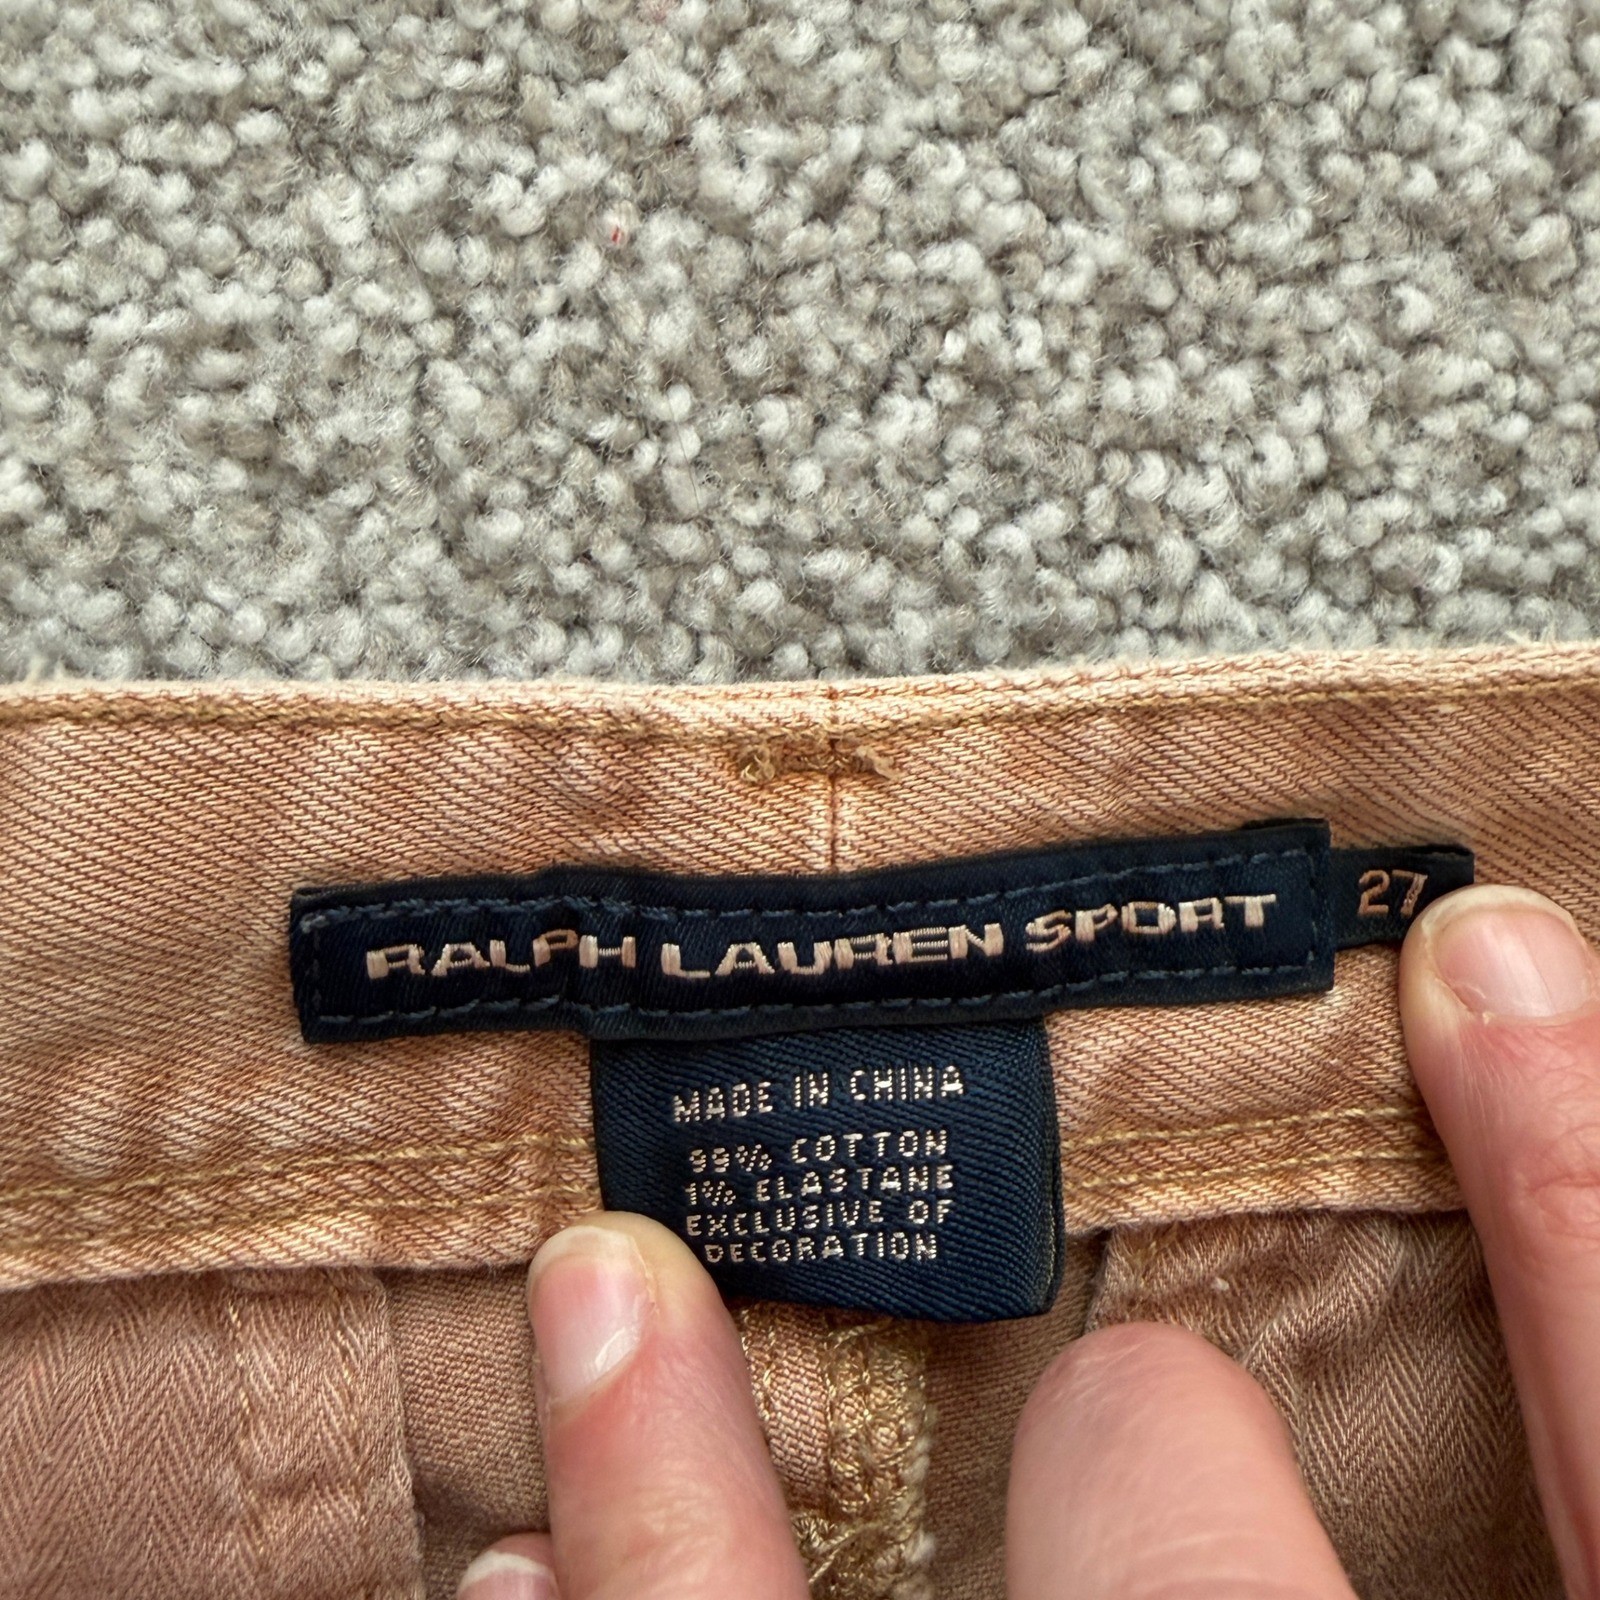 RALPH LAUREN SPORT
27
MADE IN CHINA
99% COTTON
1% ELASTANE
EXCLUSIVE OF
DECORATION